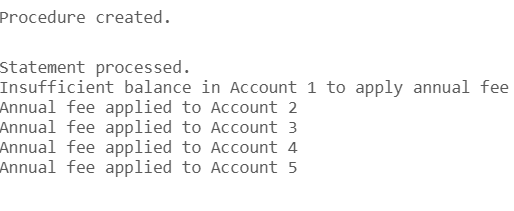 Procedure created.
Statement processed.
Insufficient balance in Account 1 to apply annual fee
Annual fee applied to Account 2
Annual fee applied to Account 3
Annual fee applied to Account 4
Annual fee applied to Account 5